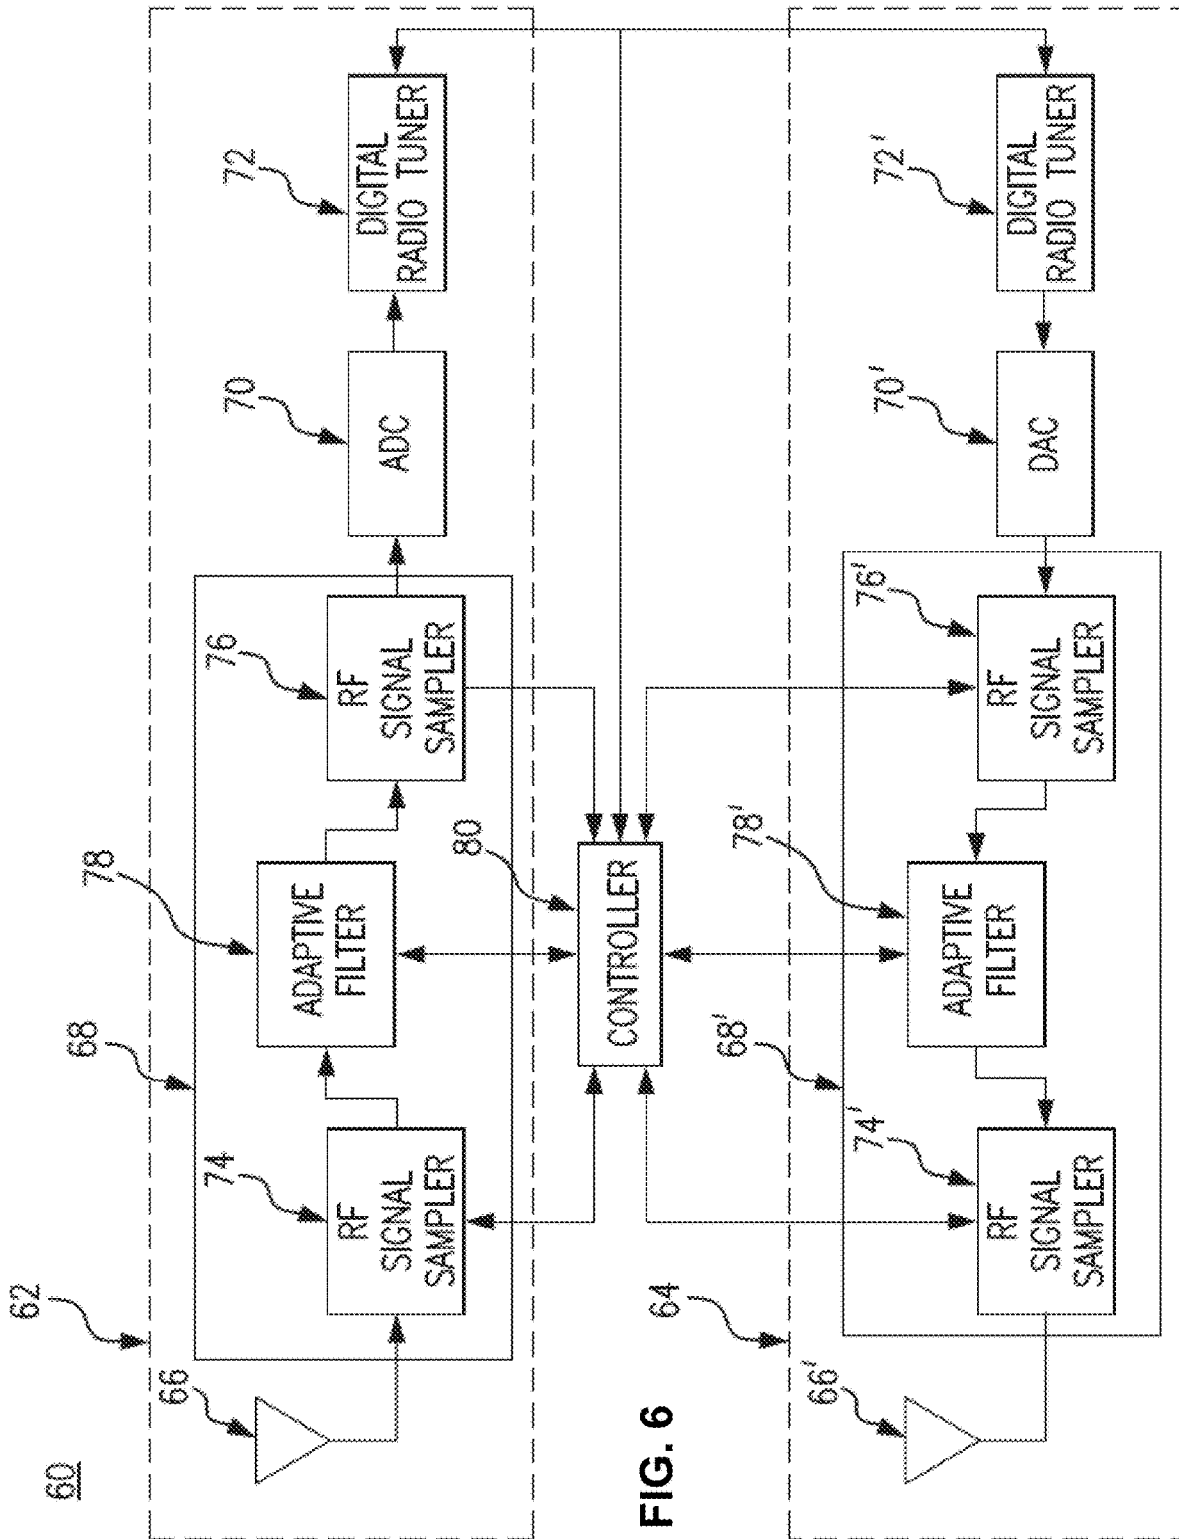 60
62
66
68
74
RF
SIGNAL
SAMPLER
78
ADAPTIVE
FILTER
76
RF
SIGNAL
SAMPLER
70
ADC
72
DIGITAL
RADIO TUNER
80
CONTROLLER
64
66'
68'
74'
RF
SIGNAL
SAMPLER
78'
ADAPTIVE
FILTER
76'
RF
SIGNAL
SAMPLER
70'
DAC
72'
DIGITAL
RADIO TUNER
FIG. 6